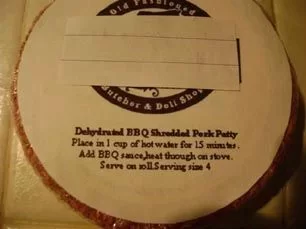 Old Fashioned
Butcher & Deli Shop
Dehydrated BBQ Shredded Pork Patty
Place in 1 cup of hot water for 15 minutes.
Add BBQ sauce,heat through on stove.
Serve on roll.Serving size 4